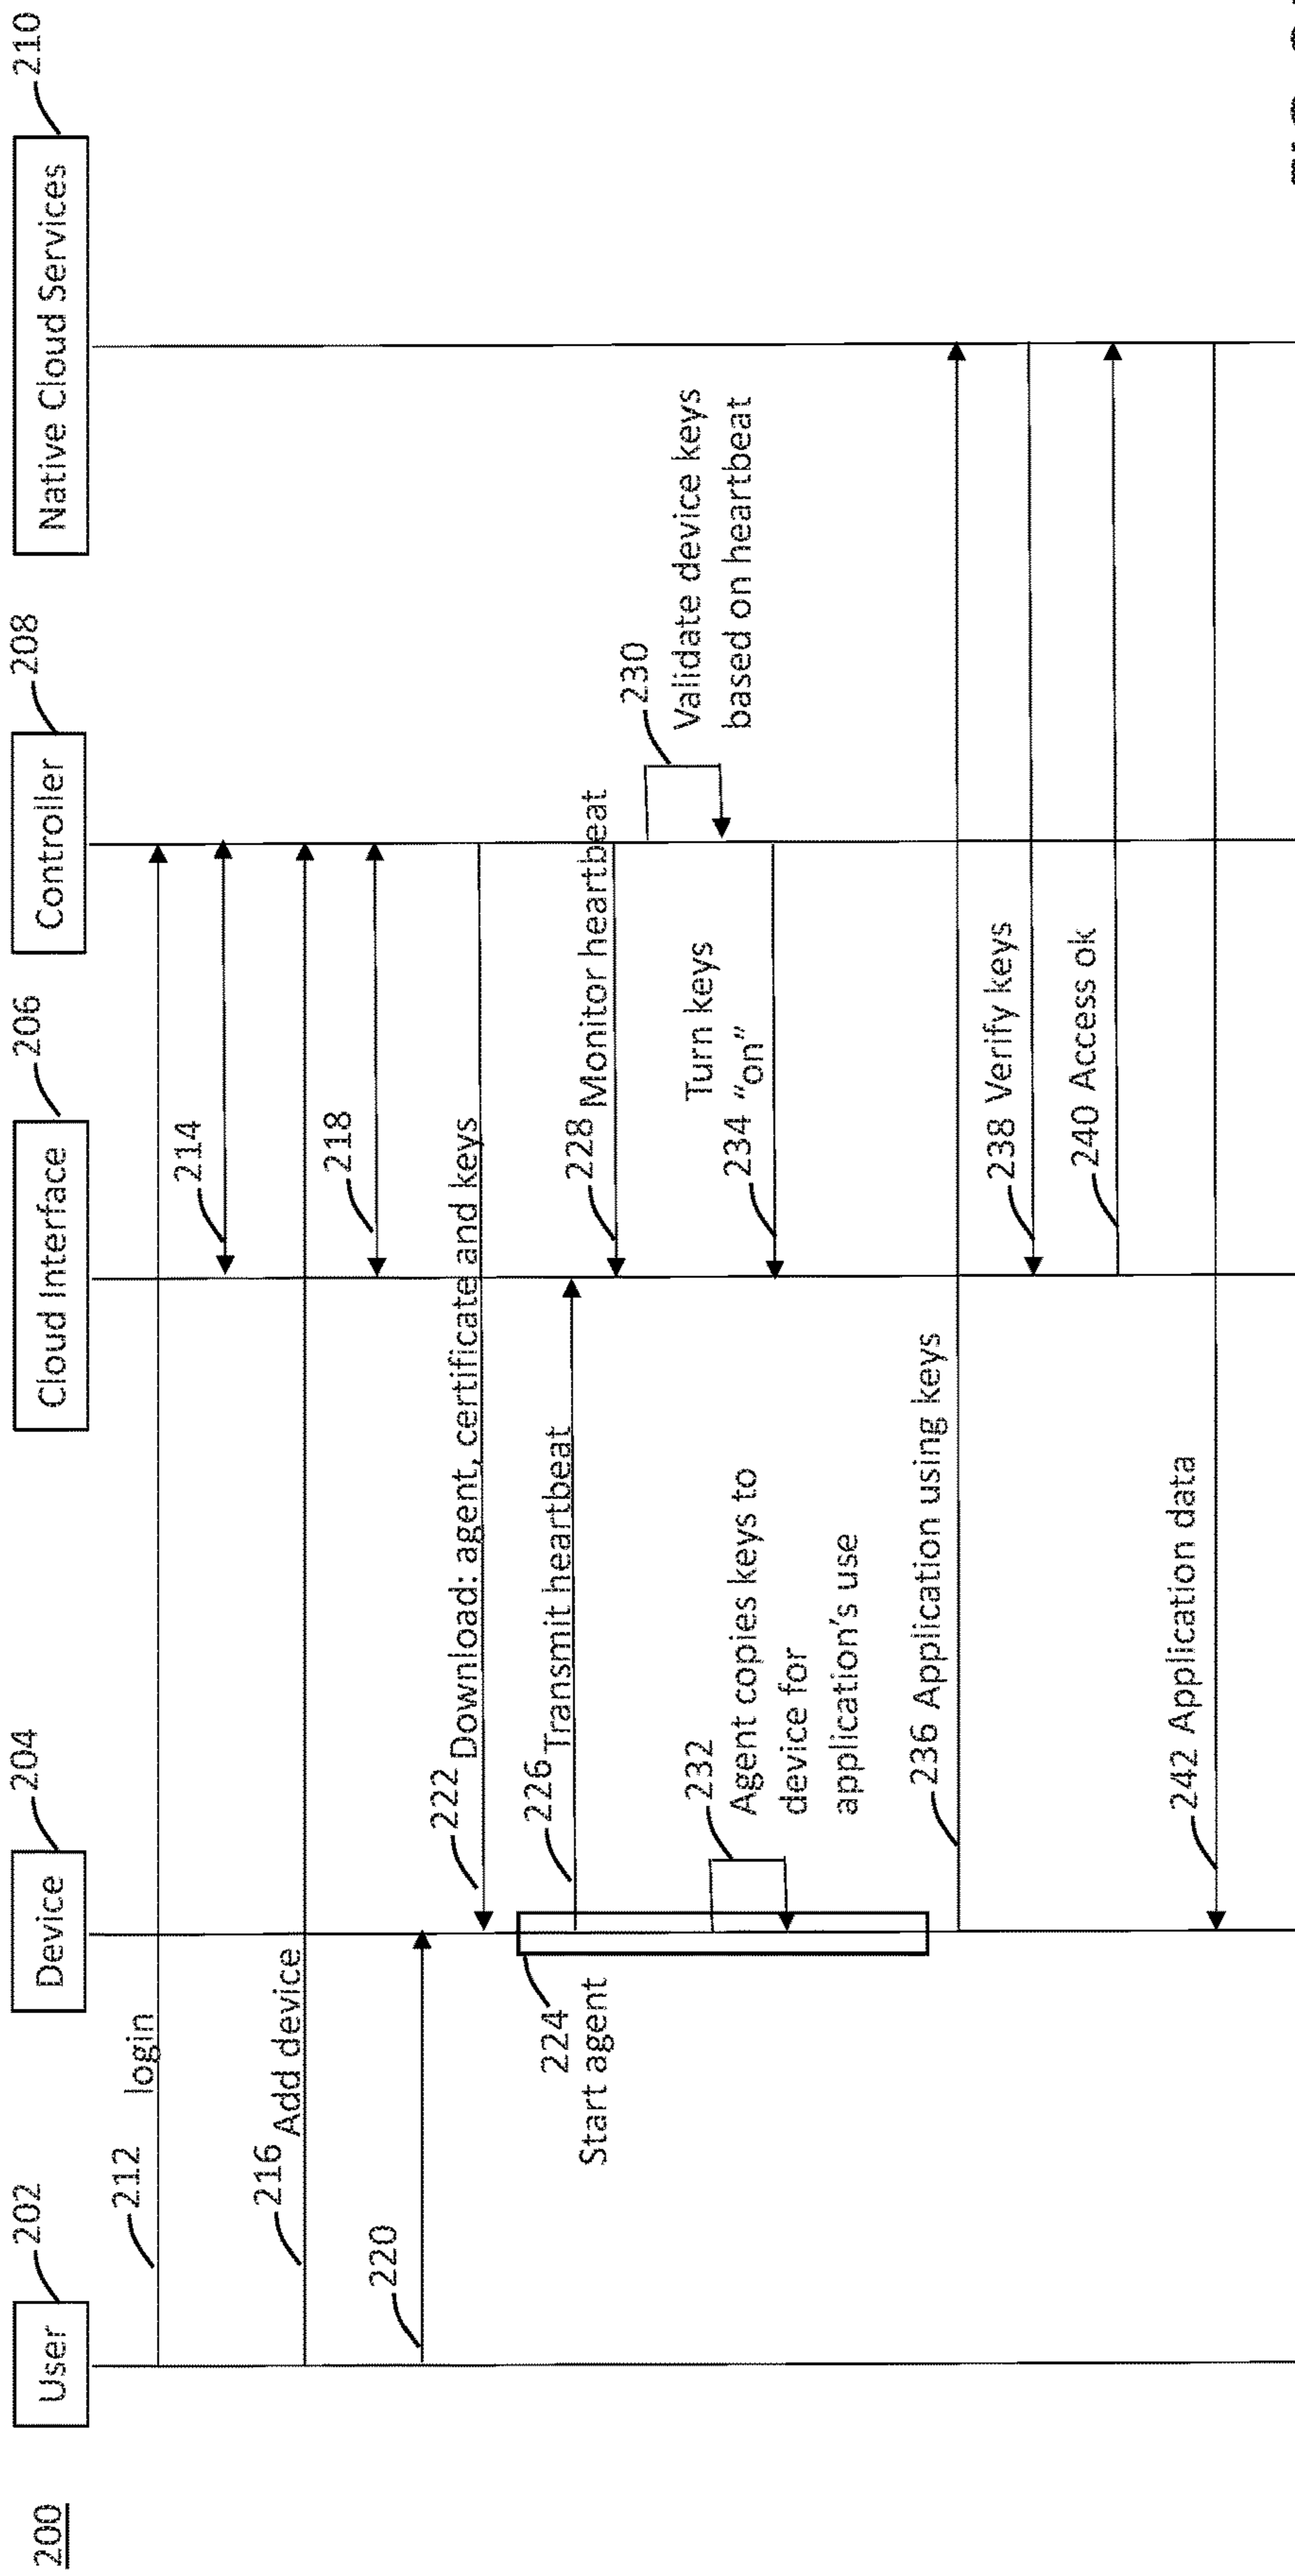 200
202
User
204
Device
206
Cloud Interface
208
Controller
210
Native Cloud Services
212
login
214
216
Add device
218
220
222
Download: agent, certificate and keys
224
Start agent
226
Transmit heartbeat
228
Monitor heartbeat
230
Validate device keys
based on heartbeat
232
Agent copies keys to
device for
application's use
Turn keys
234 "on"
236 Application using keys
238 Verify keys
240 Access ok
242 Application data